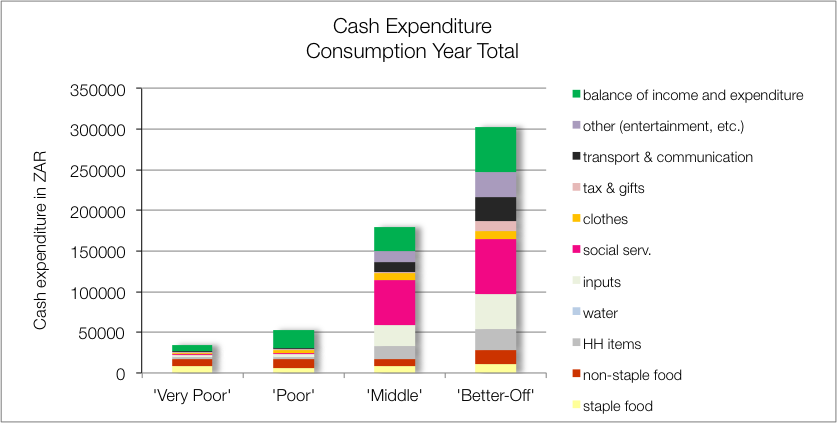 Cash Expenditure
Consumption Year Total
Cash expenditure in ZAR
350000
300000
250000
200000
150000
100000
50000
0
'Very Poor' 'Poor' 'Middle' 'Better-Off'
balance of income and expenditure
other (entertainment, etc.)
transport & communication
tax & gifts
clothes
social serv.
inputs
water
HH items
non-staple food
staple food